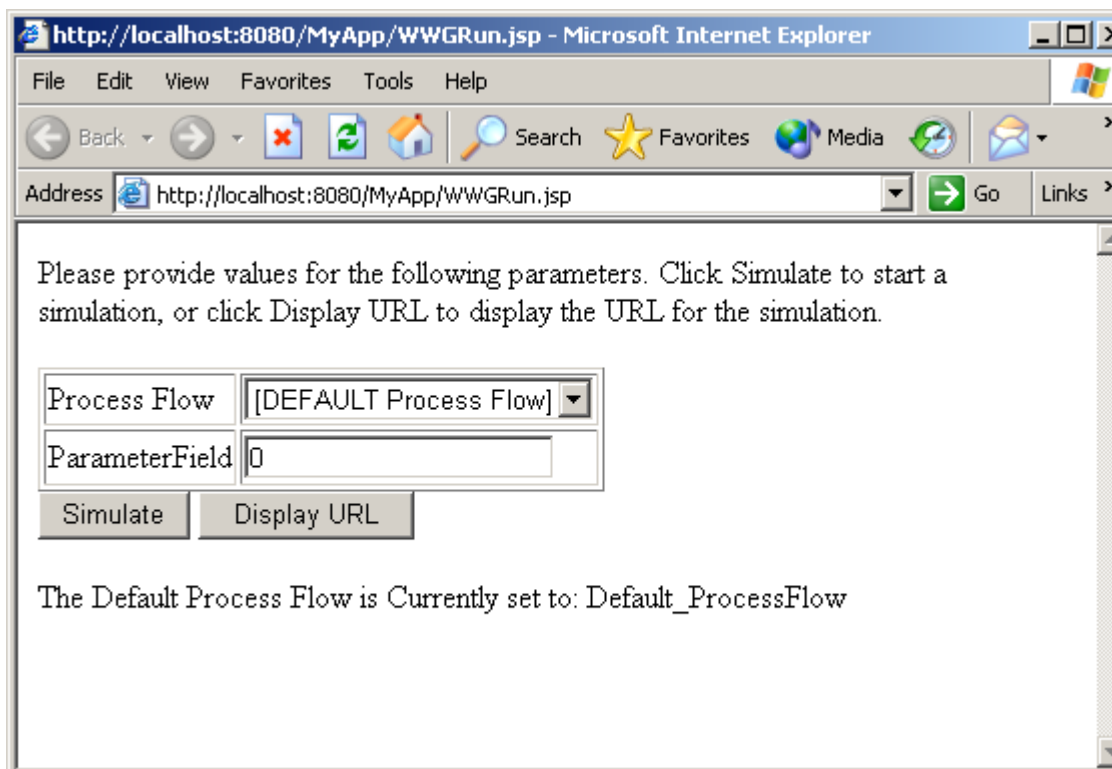 http://localhost:8080/MyApp/WWGRun.jsp - Microsoft Internet Explorer
File Edit View Favorites Tools Help
Back Search Favorites Media
Address http://localhost:8080/MyApp/WWGRun.jsp Go Links
Please provide values for the following parameters. Click Simulate to start a
simulation, or click Display URL to display the URL for the simulation.
Process Flow [DEFAULT Process Flow]
ParameterField 0
Simulate Display URL
The Default Process Flow is Currently set to: Default_ProcessFlow